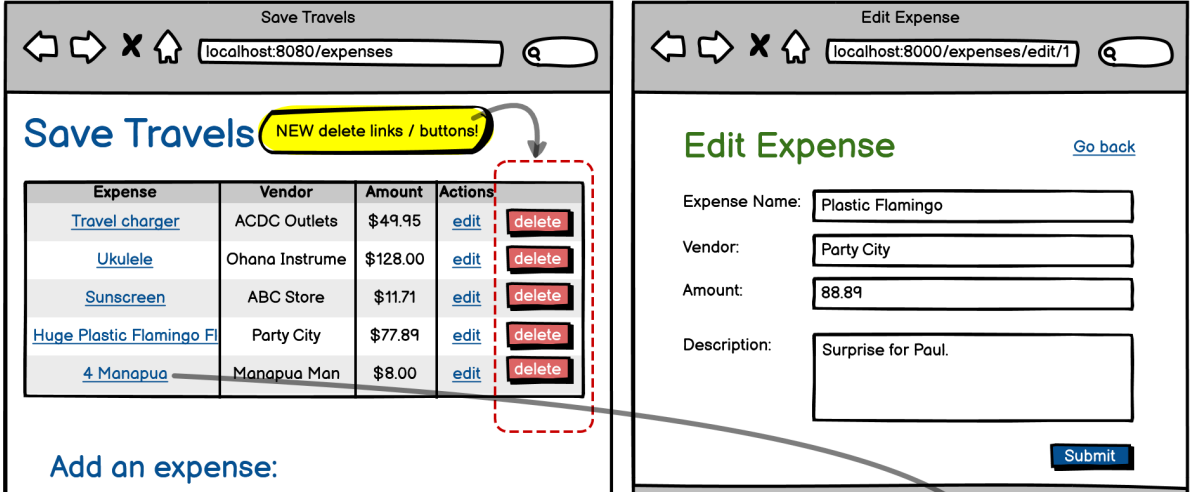 Save Travels
localhost:8080/expenses
Save Travels
NEW delete links / buttons!
Expense Vendor Amount Actions
Travel charger ACDC Outlets $49.95 edit delete
Ukulele Ohana Instrume $128.00 edit delete
Sunscreen ABC Store $11.71 edit delete
Huge Plastic Flamingo Fl Party City $77.89 edit delete
4 Manapua Manapua Man $8.00 edit delete
Add an expense:
Edit Expense
localhost:8000/expenses/edit/1
Edit Expense
Go back
Expense Name: Plastic Flamingo
Vendor: Party City
Amount: 88.89
Description: Surprise for Paul.
Submit